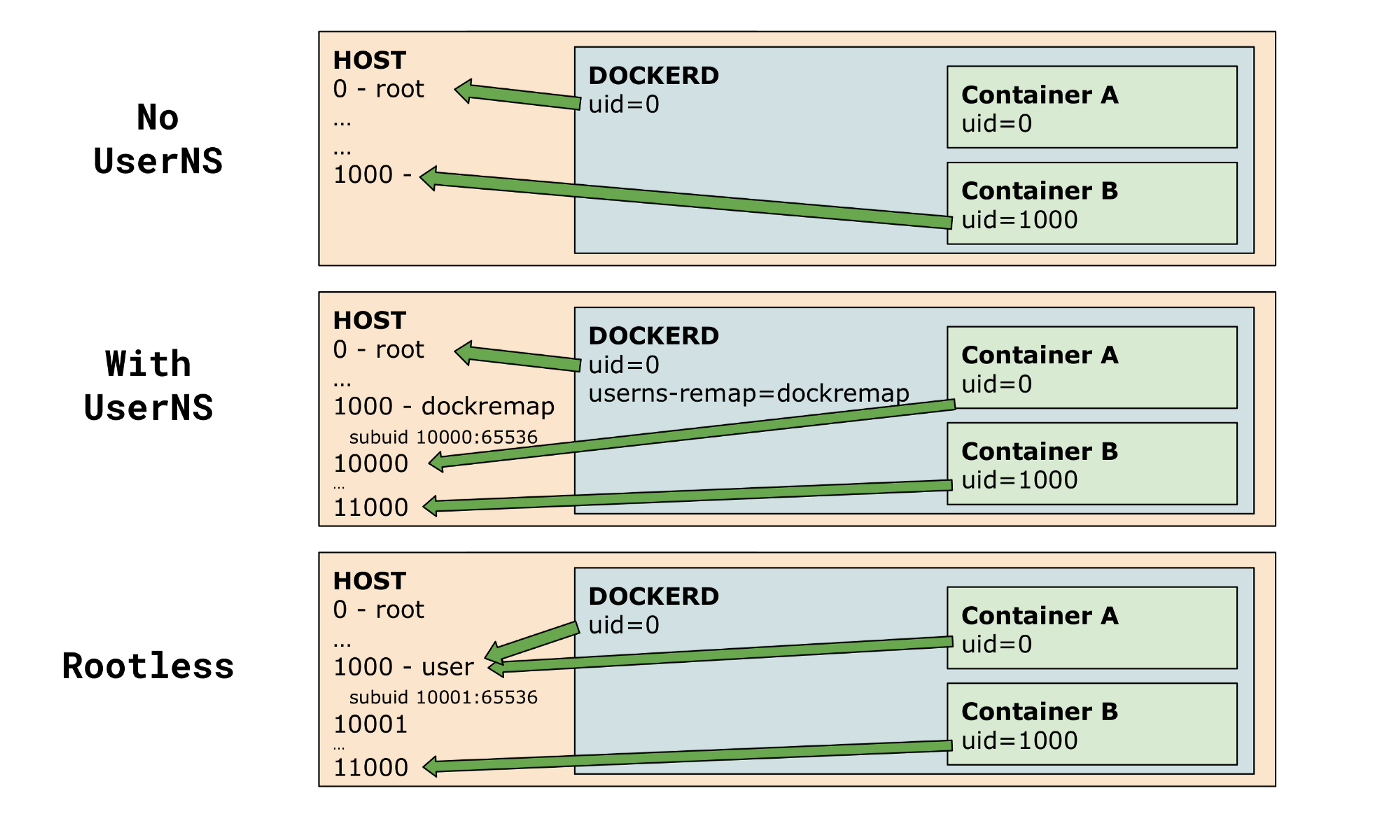 No
UserNS
HOST
0 - root
...
...
1000 -
DOCKERD
uid=0
Container A
uid=0
Container B
uid=1000
With
UserNS
HOST
0 - root
...
1000 - dockremap
subuid 10000:65536
10000
...
11000
DOCKERD
uid=0
userns-remap=dockremap
Container A
uid=0
Container B
uid=1000
Rootless
HOST
0 - root
...
1000 - user
subuid 10001:65536
10001
...
11000
DOCKERD
uid=0
Container A
uid=0
Container B
uid=1000